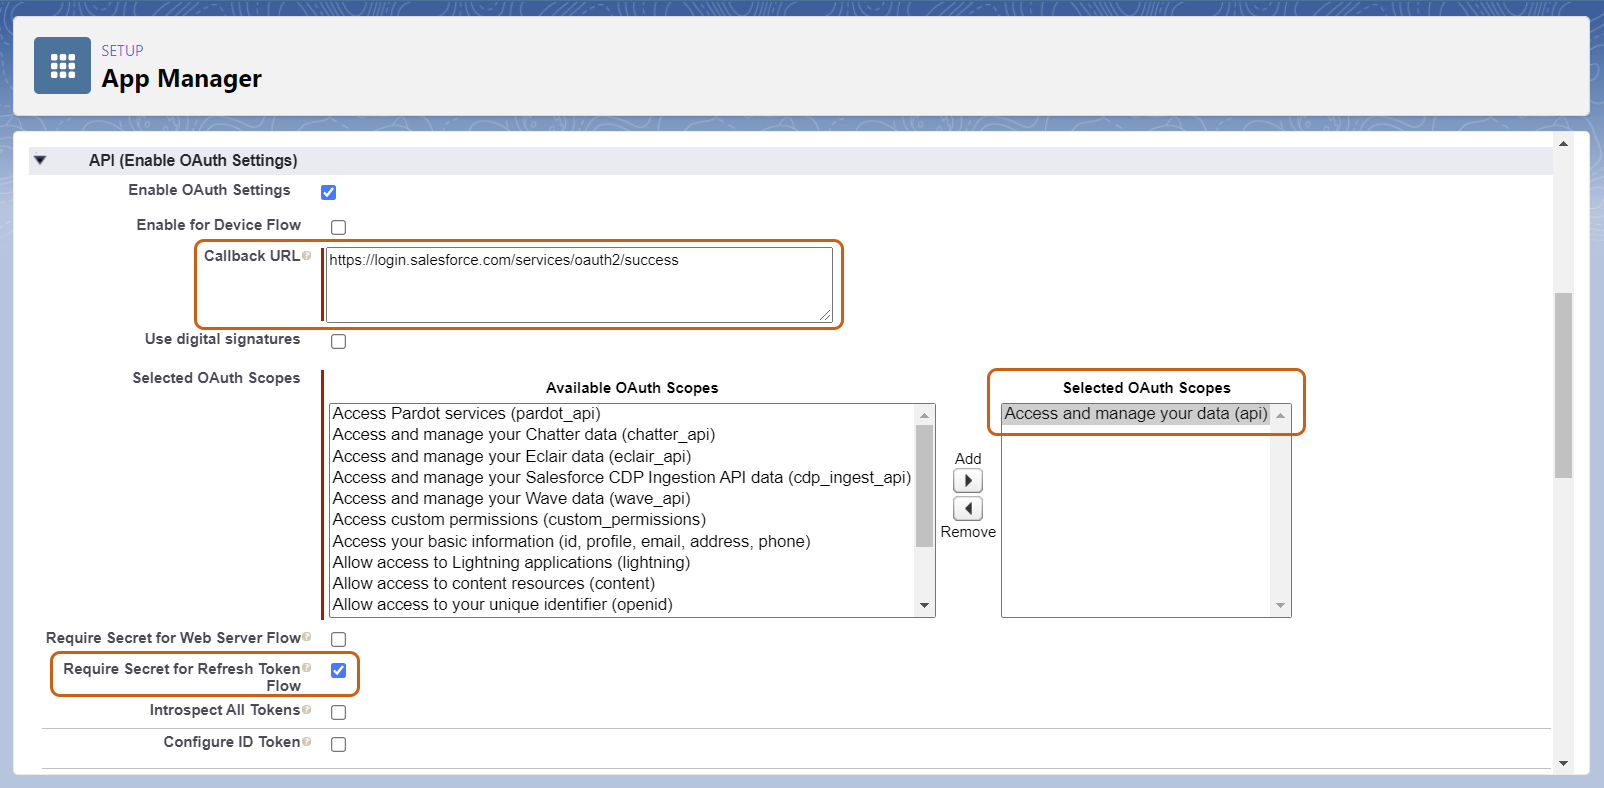 SETUP
App Manager
API (Enable OAuth Settings)
Enable OAuth Settings
Enable for Device Flow
Callback URL
https://login.salesforce.com/services/oauth2/success
Use digital signatures
Selected OAuth Scopes
Available OAuth Scopes
Access Pardot services (pardot_api)
Access and manage your Chatter data (chatter_api)
Access and manage your Eclair data (eclair_api)
Access and manage your Salesforce CDP Ingestion API data (cdp_ingest_api)
Access and manage your Wave data (wave_api)
Access custom permissions (custom_permissions)
Access your basic information (id, profile, email, address, phone)
Allow access to Lightning applications (lightning)
Allow access to content resources (content)
Allow access to your unique identifier (openid)
Add
Remove
Selected OAuth Scopes
Access and manage your data (api)
Require Secret for Web Server Flow
Require Secret for Refresh Token
Flow
Introspect All Tokens
Configure ID Token